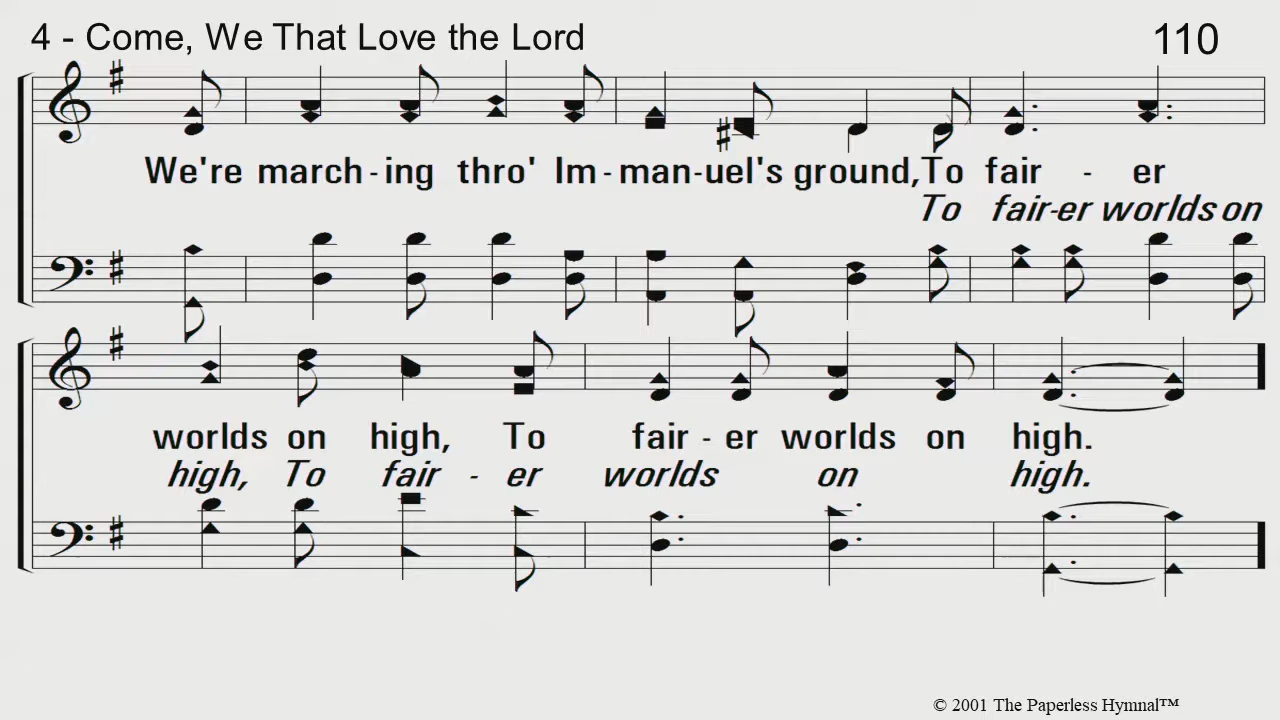 4 - Come, We That Love the Lord 110
We're march - ing thro' Im - man - uel's ground, To fair - er
To fair-er worlds on
worlds on high, To fair - er worlds on high.
high, To fair - er worlds on high.
© 2001 The Paperless Hymnal™